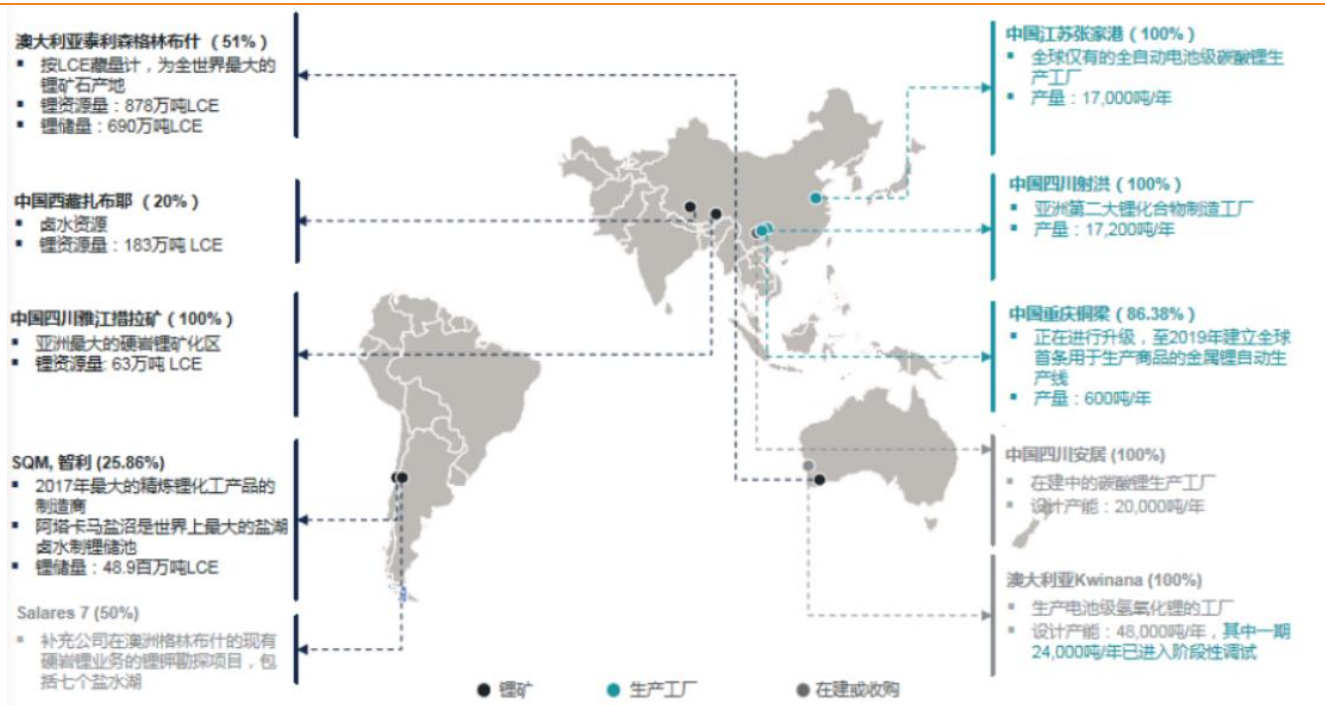 澳大利亚泰利森格林布什（51%）
▪ 按LCE藏量计，为全世界最大的
锂矿石产地
▪ 锂资源量：878万吨LCE
▪ 锂储量：690万吨LCE
中国西藏扎布耶 （20%）
▪ 卤水资源
▪ 锂资源量：183万吨 LCE
中国四川雅江措拉矿（100%）
▪ 亚洲最大的硬岩锂矿化区
▪ 锂资源量: 63万吨 LCE
SQM, 智利 (25.86%)
▪ 2017年最大的精炼锂化工产品的
制造商
▪ 阿塔卡马盐沼是世界上最大的盐湖
卤水制锂储池
▪ 锂储量：48.9百万吨LCE
Salares 7 (50%)
▪ 补充公司在澳洲格林布什的现有
硬岩锂业务的锂钾勘探项目，包
括七个盐水湖
中国江苏张家港（100%）
▪ 全球仅有的全自动电池级碳酸锂生
产工厂
▪ 产量：17,000吨/年
中国四川射洪（100%）
▪ 亚洲第二大锂化合物制造工厂
▪ 产量：17,200吨/年
中国重庆铜梁（86.38%）
▪ 正在进行升级，至2019年建立全球
首条用于生产商品的金属锂自动生
产线
▪ 产量：600吨/年
中国四川安居 (100%)
▪ 在建中的碳酸锂生产工厂
▪ 设计产能：20,000吨/年
澳大利亚Kwinana (100%)
▪ 生产电池级氢氧化锂的工厂
▪ 设计产能：48,000吨/年，其中一期
24,000吨/年已进入阶段性调试
锂矿
生产工厂
在建或收购